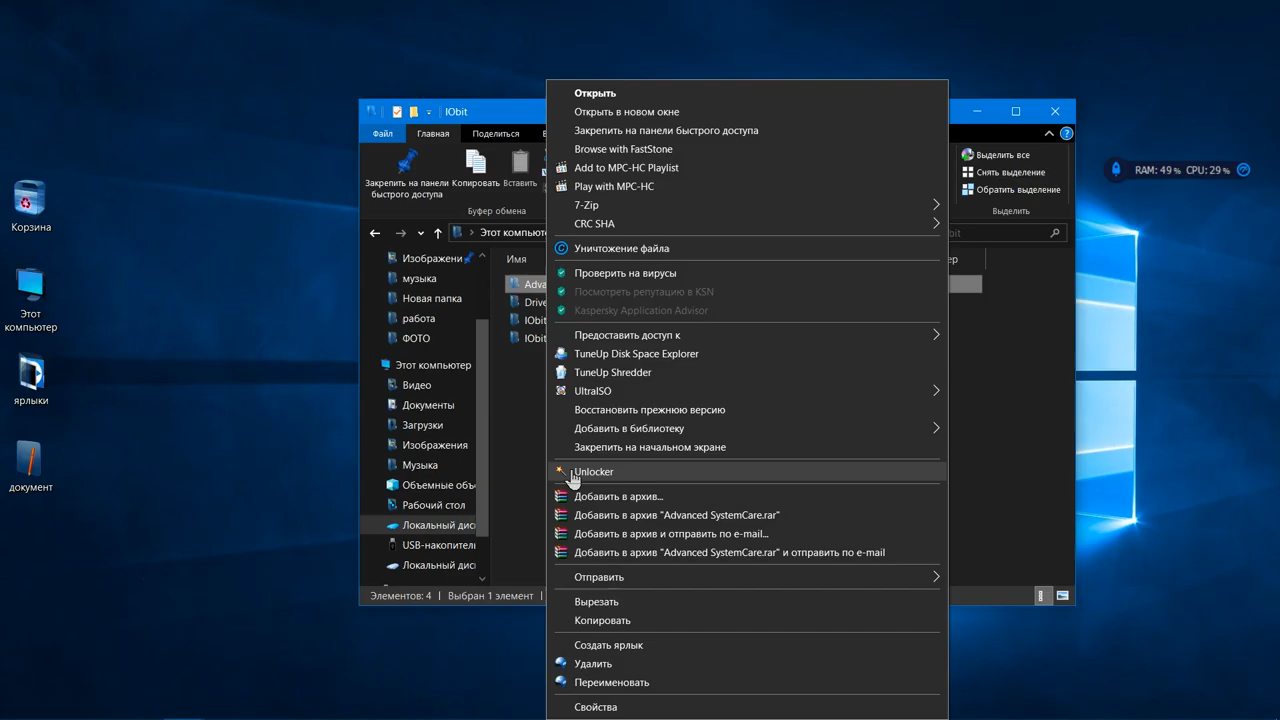 Корзина
Этот
компьютер
ярлыки
документ
IObit
Файл
Главная
Поделиться
Закрепить на панели
быстрого доступа
Копировать
Вставить
Буфер обмена
Выделить все
Снять выделение
Обратить выделение
Выделить
Этот компьюте
Имя
Изображени
музыка
Новая папка
работа
ФОТО
Этот компьютер
Видео
Документы
Загрузки
Изображения
Музыка
Объемные объ
Рабочий стол
Локальный дис
USB-накопитель
Локальный дис
Adva
Drive
IObit
IObit
Элементов: 4
Выбран 1 элемент
Открыть
Открыть в новом окне
Закрепить на панели быстрого доступа
Browse with FastStone
Add to MPC-HC Playlist
Play with MPC-HC
7-Zip
CRC SHA
Уничтожение файла
Проверить на вирусы
Посмотреть репутацию в KSN
Kaspersky Application Advisor
Предоставить доступ к
TuneUp Disk Space Explorer
TuneUp Shredder
UltraISO
Восстановить прежнюю версию
Добавить в библиотеку
Закрепить на начальном экране
Unlocker
Добавить в архив...
Добавить в архив "Advanced SystemCare.rar"
Добавить в архив и отправить по e-mail...
Добавить в архив "Advanced SystemCare.rar" и отправить по e-mail
Отправить
Вырезать
Копировать
Создать ярлык
Удалить
Переименовать
Свойства
RAM: 49 % CPU: 29 %